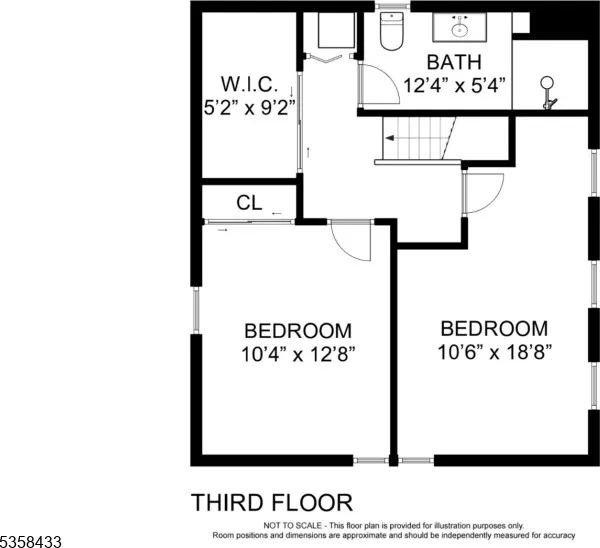 BATH
12'4" x 5'4"
W.I.C.
5'2" x 9'2"
CL
BEDROOM
10'4" x 12'8"
BEDROOM
10'6" x 18'8"
THIRD FLOOR
NOT TO SCALE - This floor plan is provided for illustration purposes only.
Room positions and dimensions are approximate and should be independently measured for accuracy
5358433